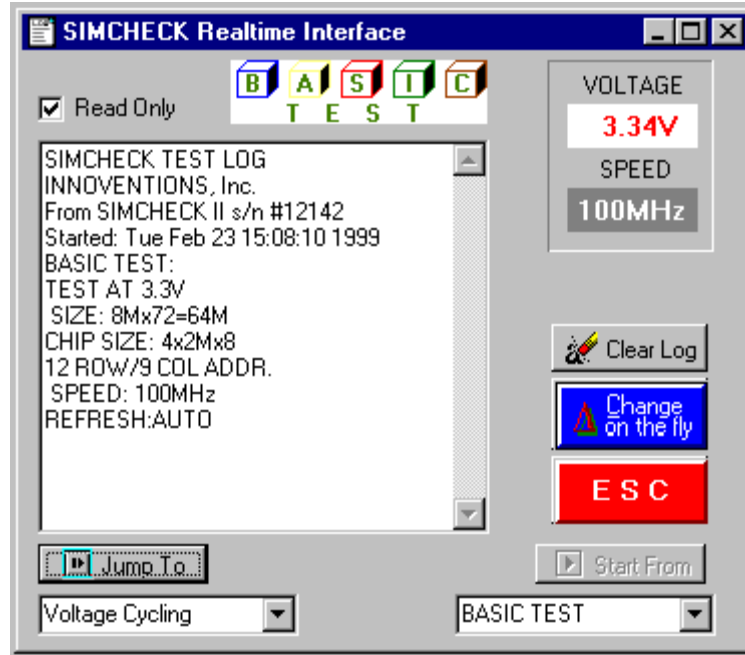 SIMCHECK Realtime Interface
Read Only
BASIC
TEST
VOLTAGE
3.34V
SPEED
100MHz
SIMCHECK TEST LOG
INNOVENTIONS, Inc.
From SIMCHECK II s/n #12142
Started: Tue Feb 23 15:08:10 1999
BASIC TEST:
TEST AT 3.3V
SIZE: 8Mx72=64M
CHIP SIZE: 4x2Mx8
12 ROW/9 COL ADDR.
SPEED: 100MHz
REFRESH:AUTO
Clear Log
Change
on the fly
ESC
Jump To
Start From
Voltage Cycling
BASIC TEST